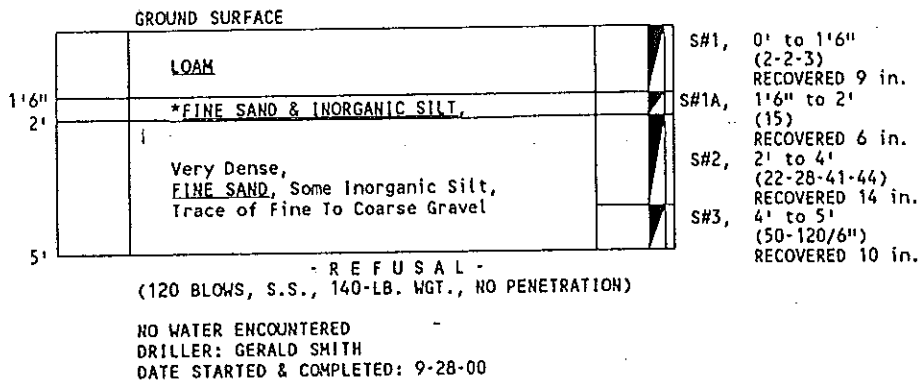 GROUND SURFACE
LOAM
1'6"
*FINE SAND & INORGANIC SILT,
2'
Very Dense,
FINE SAND, Some Inorganic Silt,
Trace of Fine To Coarse Gravel
5'
S#1, 0' to 1'6"
(2-2-3)
RECOVERED 9 in.
S#1A, 1'6" to 2'
(15)
RECOVERED 6 in.
S#2, 2' to 4'
(22-28-41-44)
RECOVERED 14 in.
S#3, 4' to 5'
(50-120/6")
RECOVERED 10 in.
- R E F U S A L -
(120 BLOWS, S.S., 140-LB. WGT., NO PENETRATION)
NO WATER ENCOUNTERED
DRILLER: GERALD SMITH
DATE STARTED & COMPLETED: 9-28-00